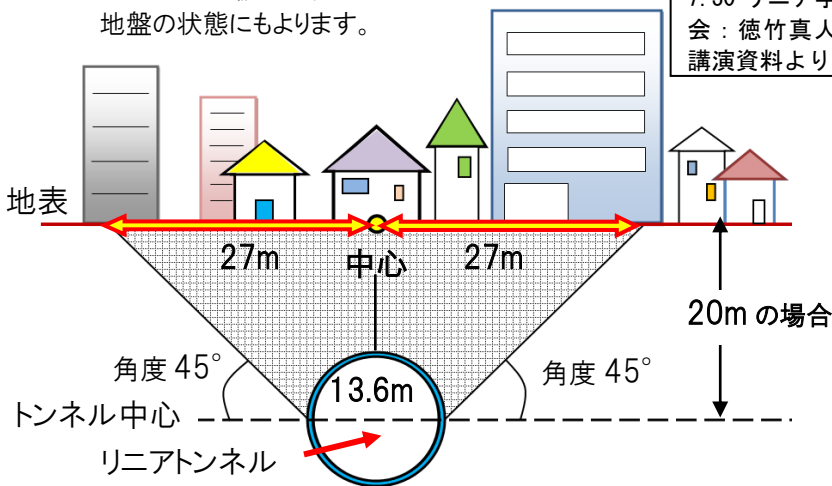 地盤の状態にもよります。
会：徳竹真人
講演資料より
地表
27m
中心
27m
20m の場合
角度 45°
13.6m
角度 45°
トンネル中心
リニアトンネル